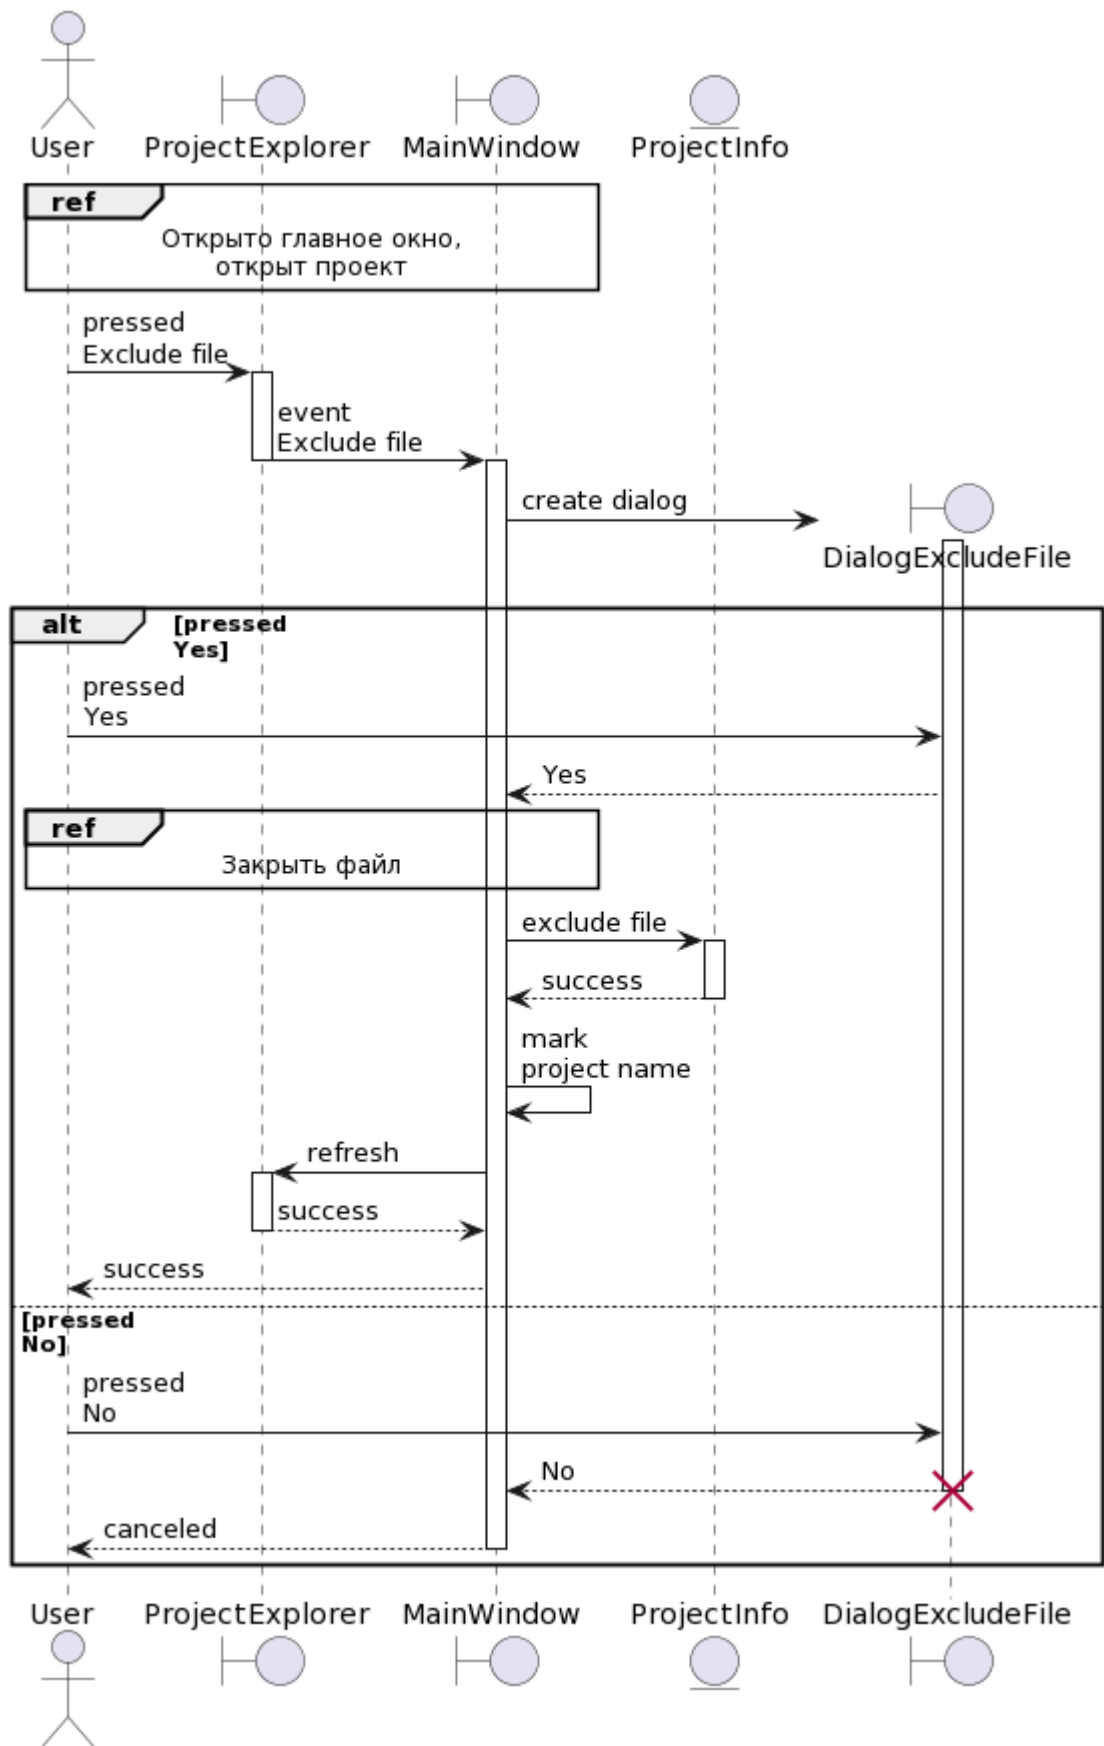 User
ProjectExplorer
MainWindow
ProjectInfo
ref
Открыто главное окно,
открыт проект
pressed
Exclude file
event
Exclude file
create dialog
DialogExcludeFile
alt
[pressed
Yes]
pressed
Yes
Yes
ref
Закрыть файл
exclude file
success
mark
project name
refresh
success
success
[pressed
No]
pressed
No
No
canceled
User
ProjectExplorer
MainWindow
ProjectInfo
DialogExcludeFile